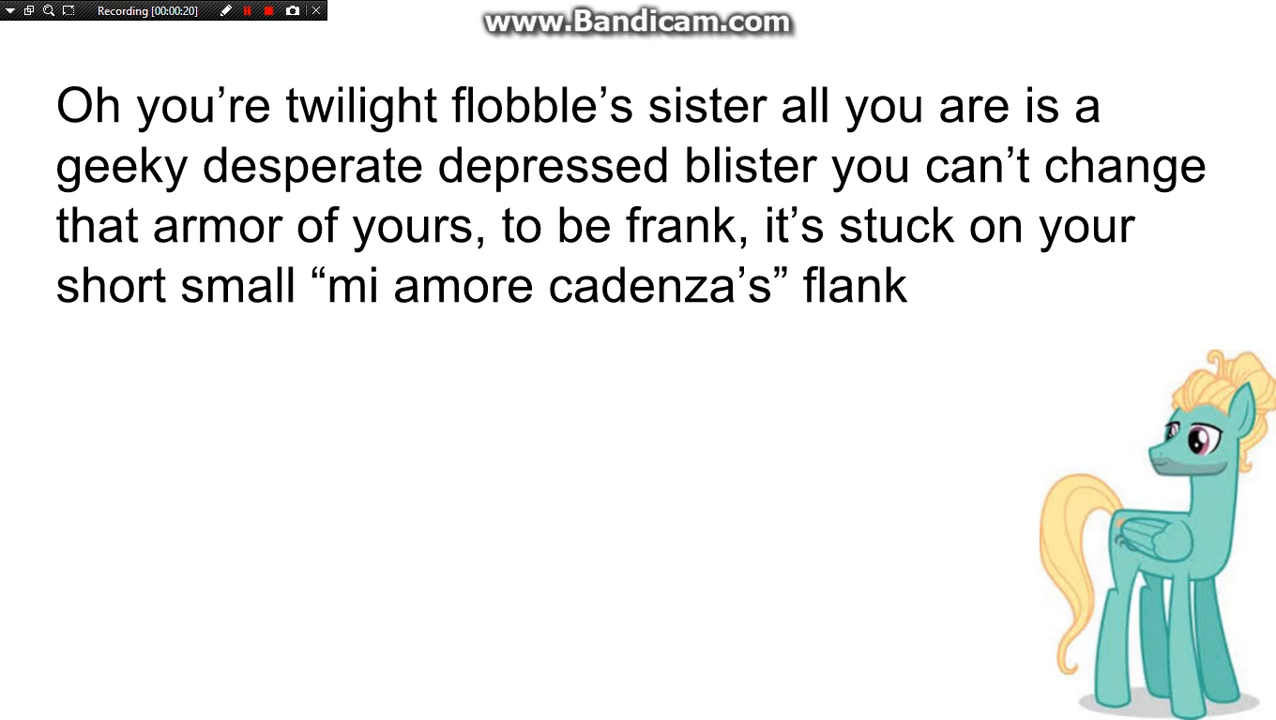 Recording [00:00:20]
www.Bandicam.com
Oh you’re twilight flobble’s sister all you are is a
geeky desperate depressed blister you can’t change
that armor of yours, to be frank, it’s stuck on your
short small “mi amore cadenza’s” flank